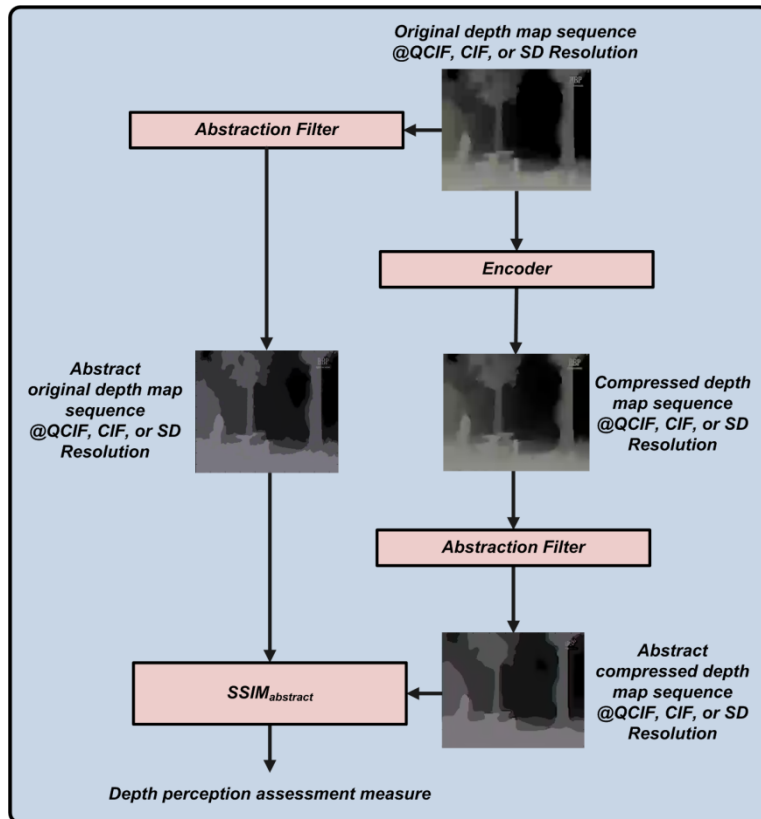 Original depth map sequence
@QCIF, CIF, or SD Resolution
Abstraction Filter
Encoder
Abstract
original depth map
sequence
@QCIF, CIF, or SD
Resolution
Compressed depth
map sequence
@QCIF, CIF, or SD
Resolution
Abstraction Filter
Abstract
compressed depth
map sequence
@QCIF, CIF, or SD
Resolution
SSIMabstract
Depth perception assessment measure